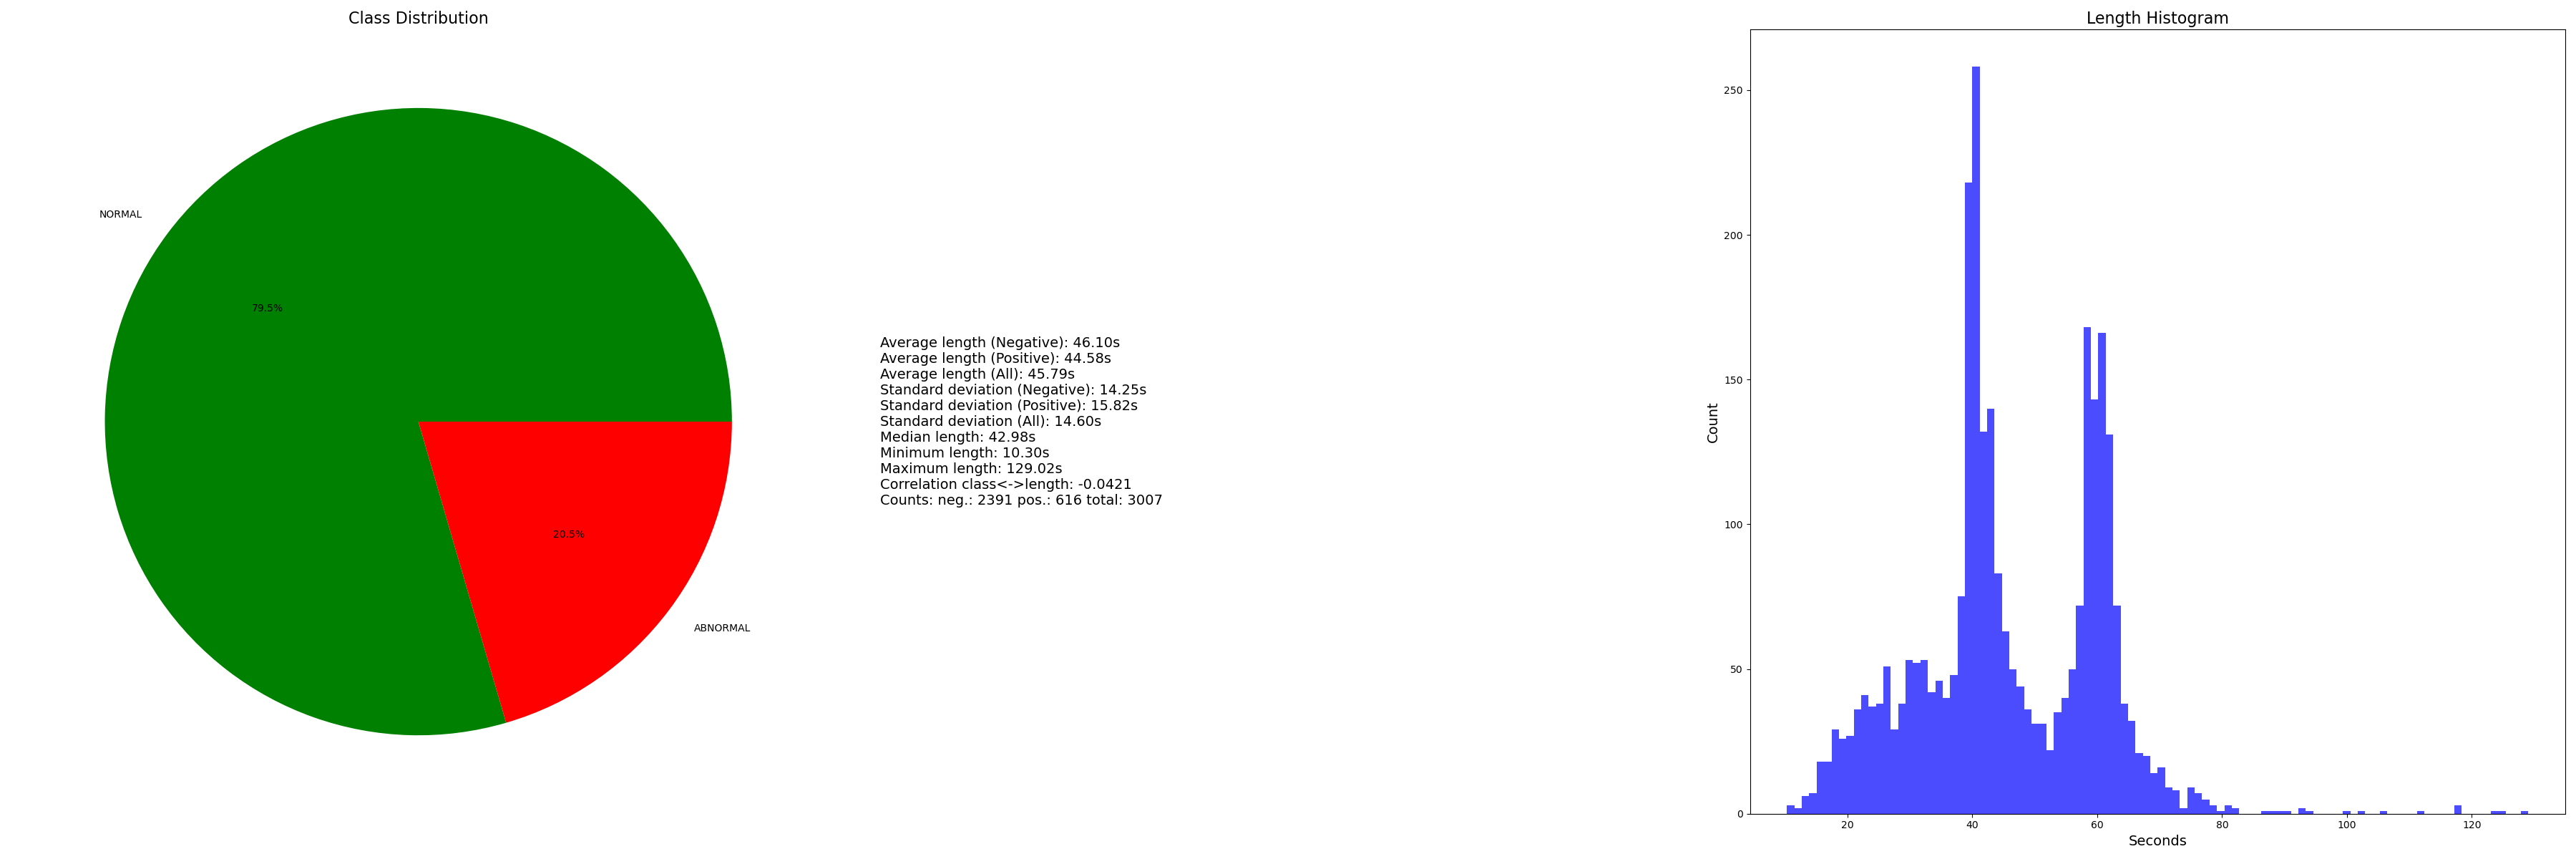 Class Distribution
NORMAL
79.5%
20.5%
ABNORMAL
Average length (Negative): 46.10s
Average length (Positive): 44.58s
Average length (All): 45.79s
Standard deviation (Negative): 14.25s
Standard deviation (Positive): 15.82s
Standard deviation (All): 14.60s
Median length: 42.98s
Minimum length: 10.30s
Maximum length: 129.02s
Correlation class<->length: -0.0421
Counts: neg.: 2391 pos.: 616 total: 3007
Length Histogram
Count
250
200
150
100
50
0
20 40 60 80 100 120
Seconds